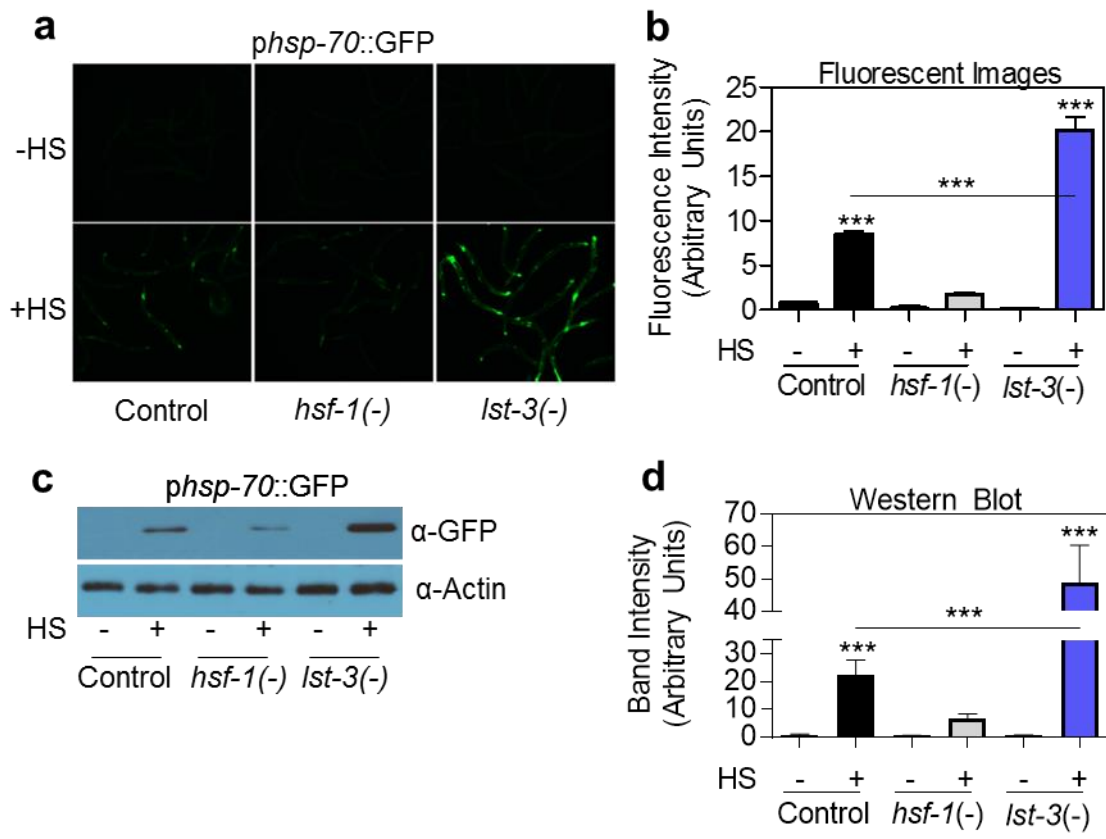 a
phsp-70::GFP
-HS
+HS
Control hsf-1(-) lst-3(-)
b
Fluorescent Images
Fluorescence Intensity
(Arbitrary Units)
25
20
15
10
5
0
***
***
***
HS - + - + - +
Control hsf-1(-) lst-3(-)
c
phsp-70::GFP
α-GFP
α-Actin
HS - + - + - +
Control hsf-1(-) lst-3(-)
d
Western Blot
Band Intensity
(Arbitrary Units)
70
60
50
40
30
20
10
0
***
***
***
HS - + - + - +
Control hsf-1(-) lst-3(-)